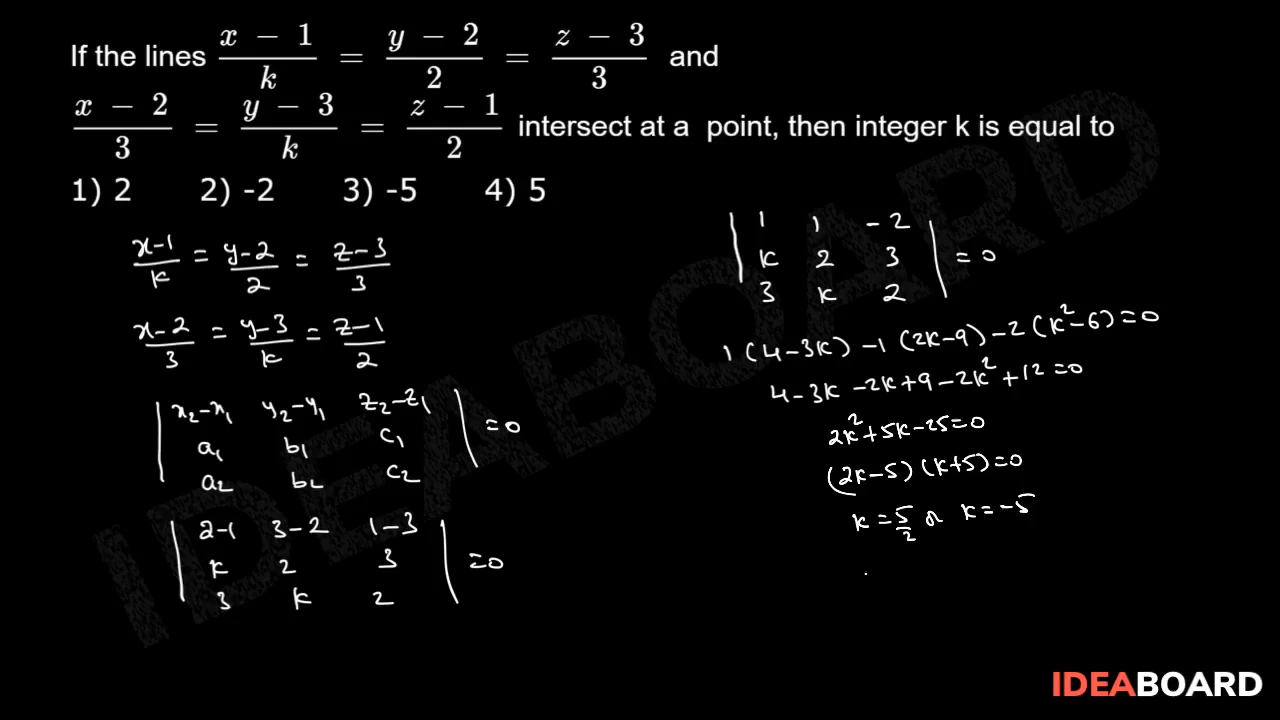 If the lines (x − 1)/k = (y − 2)/2 = (z − 3)/3 and
(x − 2)/3 = (y − 3)/k = (z − 1)/2 intersect at a point, then integer k is equal to
1) 2 2) -2 3) -5 4) 5
(x-1)/k = (y-2)/2 = (z-3)/3
(x-2)/3 = (y-3)/k = (z-1)/2
| x₂-x₁ y₂-y₁ z₂-z₁ |
| a₁ b₁ c₁ | =0
| a₂ b₂ c₂ |
| 2-1 3-2 1-3 |
| k 2 3 | =0
| 3 k 2 |
| 1 1 -2 |
| k 2 3 | =0
| 3 k 2 |
1(4-3k) -1(2k-9) -2(k²-6)=0
4-3k-2k+9-2k²+12=0
2k²+5k-25=0
(2k-5)(k+5)=0
k=5/2 or k=-5
IDEABOARD
IDEABOARD